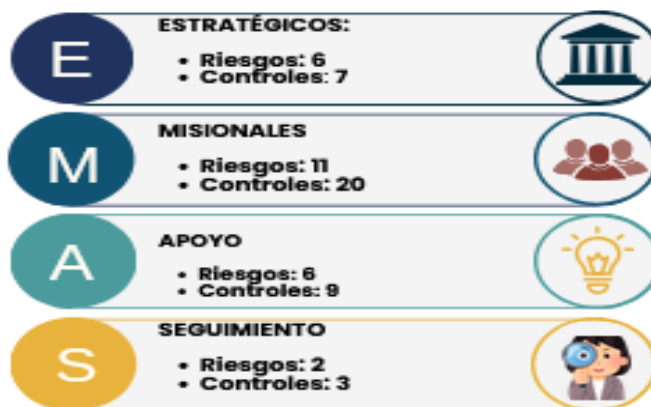 E
ESTRATÉGICOS:
• Riesgos: 6
• Controles: 7
M
MISIONALES
• Riesgos: 11
• Controles: 20
A
APOYO
• Riesgos: 6
• Controles: 9
S
SEGUIMIENTO
• Riesgos: 2
• Controles: 3